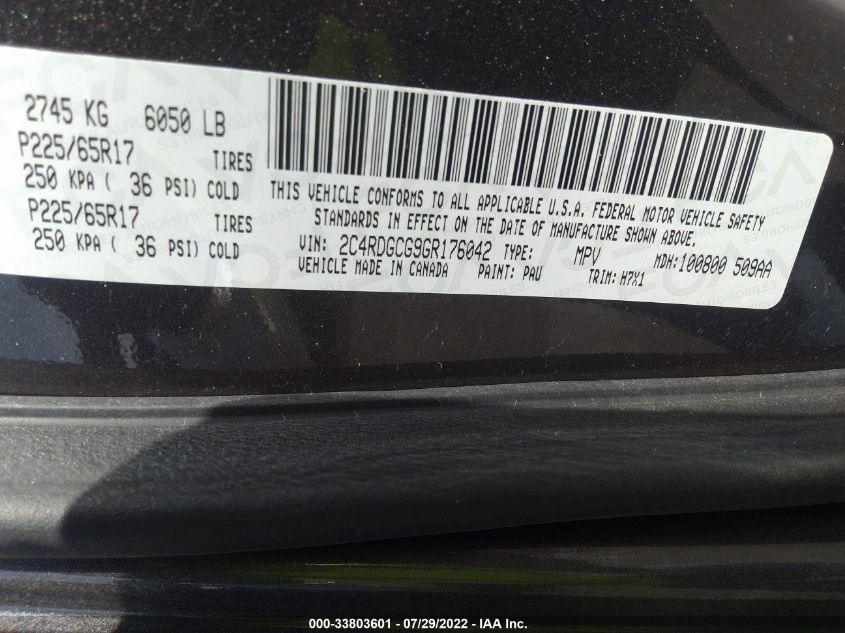 2745 KG 6050 LB
P225/65R17 TIRES
250 KPA ( 36 PSI) COLD
P225/65R17 TIRES
250 KPA ( 36 PSI) COLD
THIS VEHICLE CONFORMS TO ALL APPLICABLE U.S.A. FEDERAL MOTOR VEHICLE SAFETY
STANDARDS IN EFFECT ON THE DATE OF MANUFACTURE SHOWN ABOVE.
VIN: 2C4RDGCG9GR176042 TYPE: MPV MDH:100800 509AA
VEHICLE MADE IN CANADA PAINT: PAU TRIM: H7X1
000-33803601 - 07/29/2022 - IAA Inc.